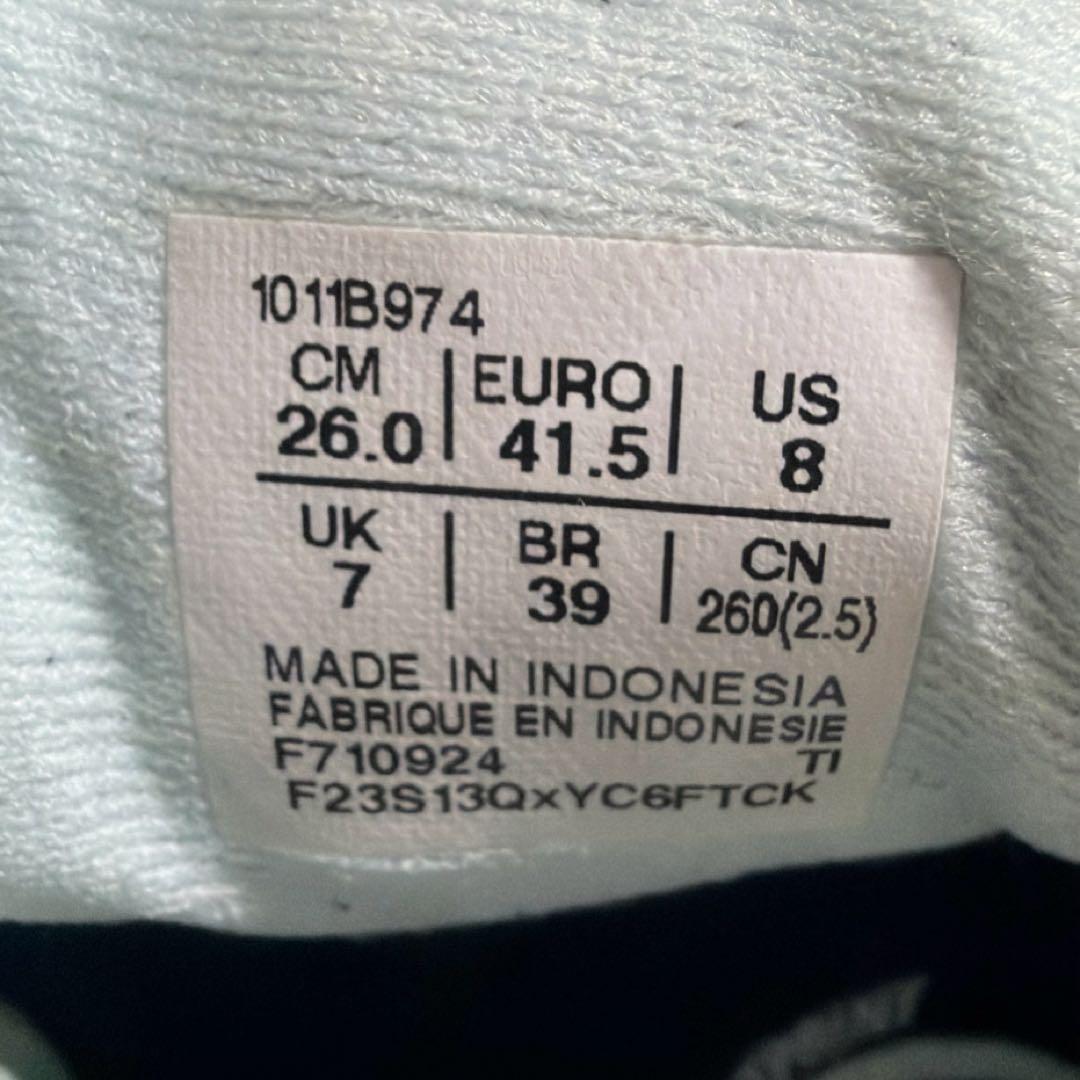 1011B974
CM | EURO | US
26.0 | 41.5 | 8
UK | BR | CN
7 | 39 | 260(2.5)
MADE IN INDONESIA
FABRIQUE EN INDONESIE
F710924 TI
F23S13QxYC6FTCK